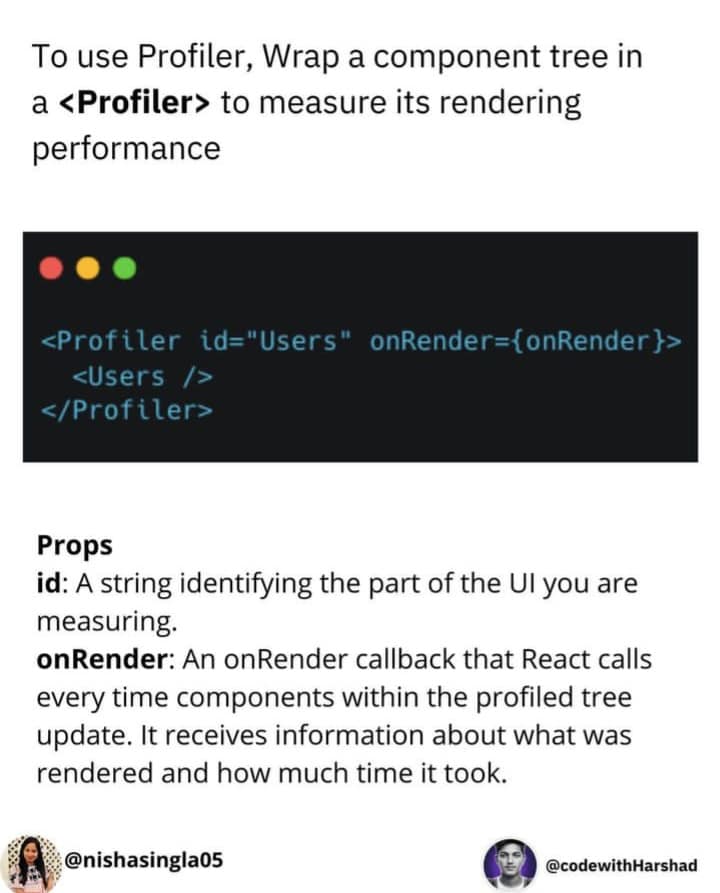 To use Profiler, Wrap a component tree in
a <Profiler> to measure its rendering
performance
<Profiler id="Users" onRender={onRender}>
  <Users />
</Profiler>
Props
id: A string identifying the part of the UI you are
measuring.
onRender: An onRender callback that React calls
every time components within the profiled tree
update. It receives information about what was
rendered and how much time it took.
@nishasingla05
@codewithHarshad